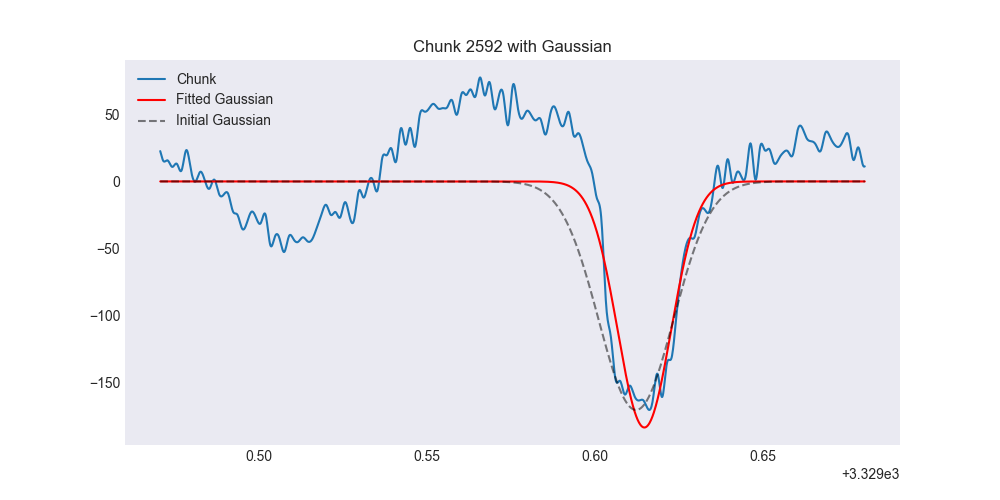 Chunk 2592 with Gaussian
Chunk
Fitted Gaussian
Initial Gaussian
50
0
−50
−100
−150
0.50 0.55 0.60 0.65
+3.329e3